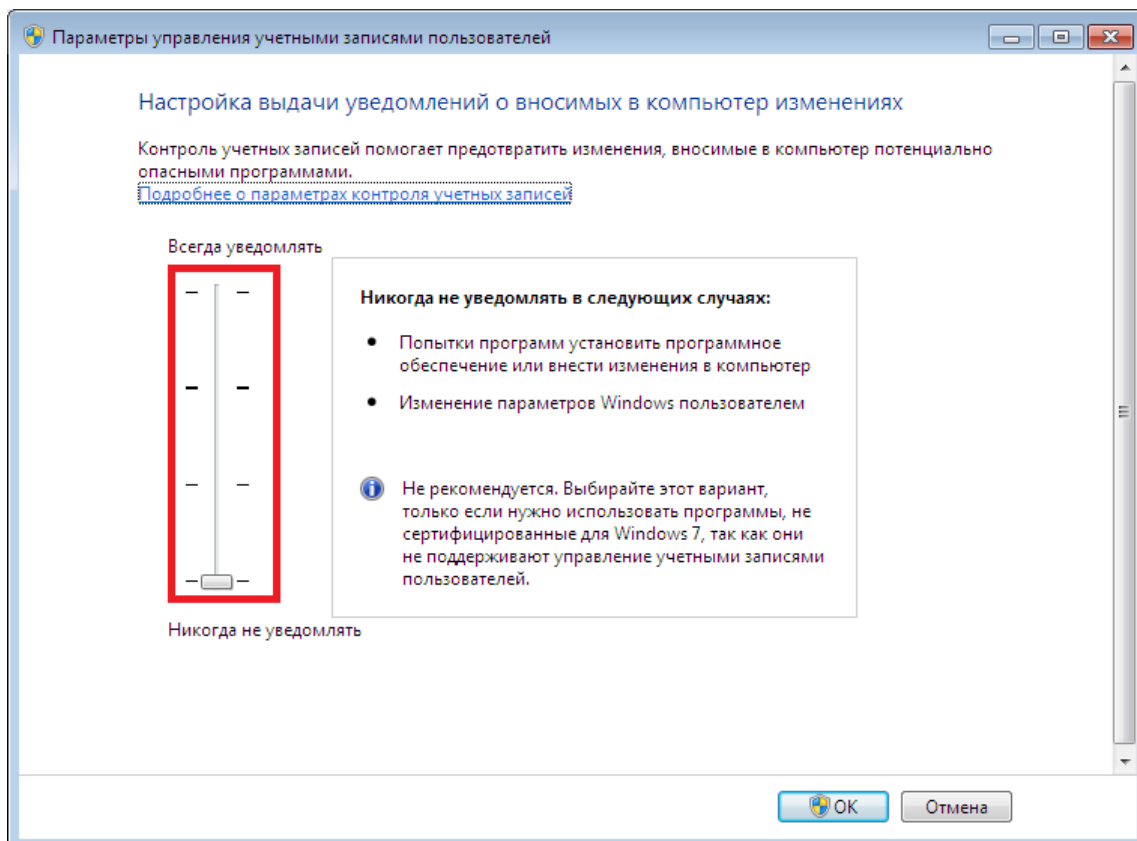 Параметры управления учетными записями пользователей
Настройка выдачи уведомлений о вносимых в компьютер изменениях
Контроль учетных записей помогает предотвратить изменения, вносимые в компьютер потенциально
опасными программами.
Подробнее о параметрах контроля учетных записей
Всегда уведомлять
Никогда не уведомлять в следующих случаях:
Попытки программ установить программное
обеспечение или внести изменения в компьютер
Изменение параметров Windows пользователем
Не рекомендуется. Выбирайте этот вариант,
только если нужно использовать программы, не
сертифицированные для Windows 7, так как они
не поддерживают управление учетными записями
пользователей.
Никогда не уведомлять
OK
Отмена